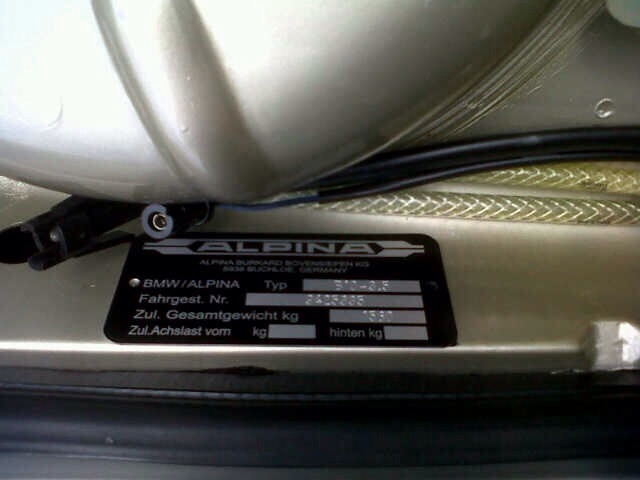 ALPINA
ALPINA BURKARD BOVENSIEPEN KG
8938 BUCHLOE, GERMANY
BMW/ALPINA Typ
Fahrgest. Nr.
Zul. Gesamtgewicht kg
Zul.Achslast vorn kg hinten kg